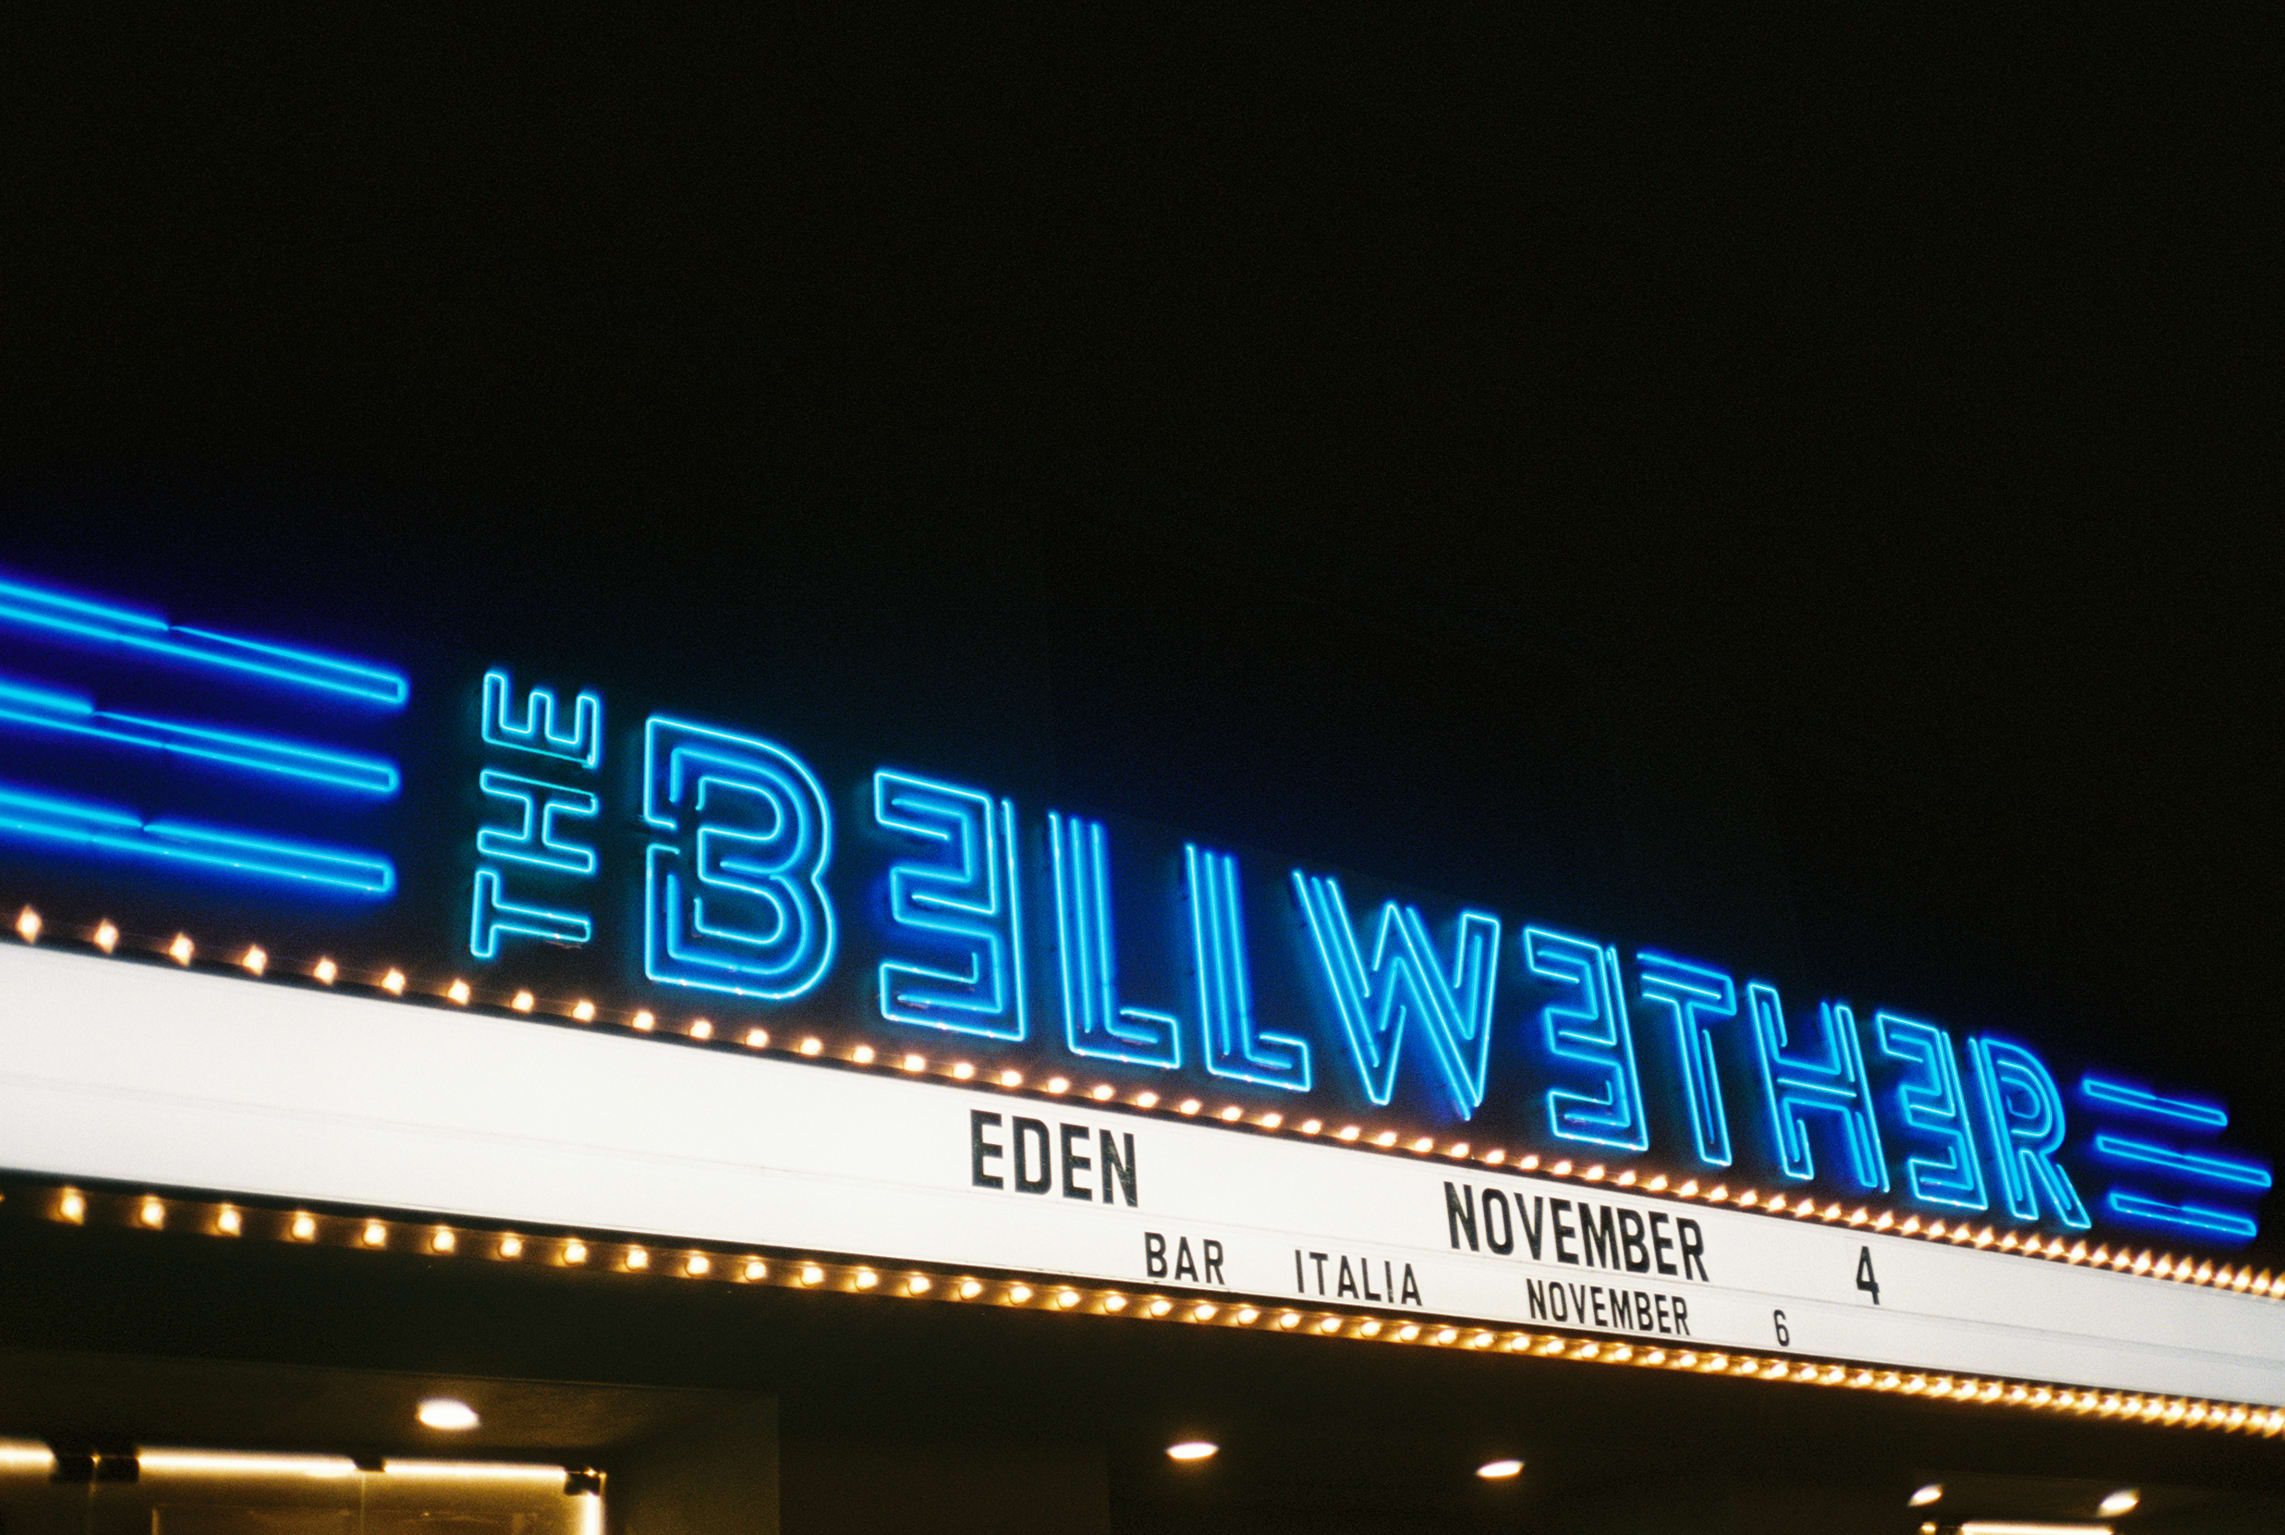 THE BELLWETHER
EDEN NOVEMBER 4
BAR ITALIA NOVEMBER 6